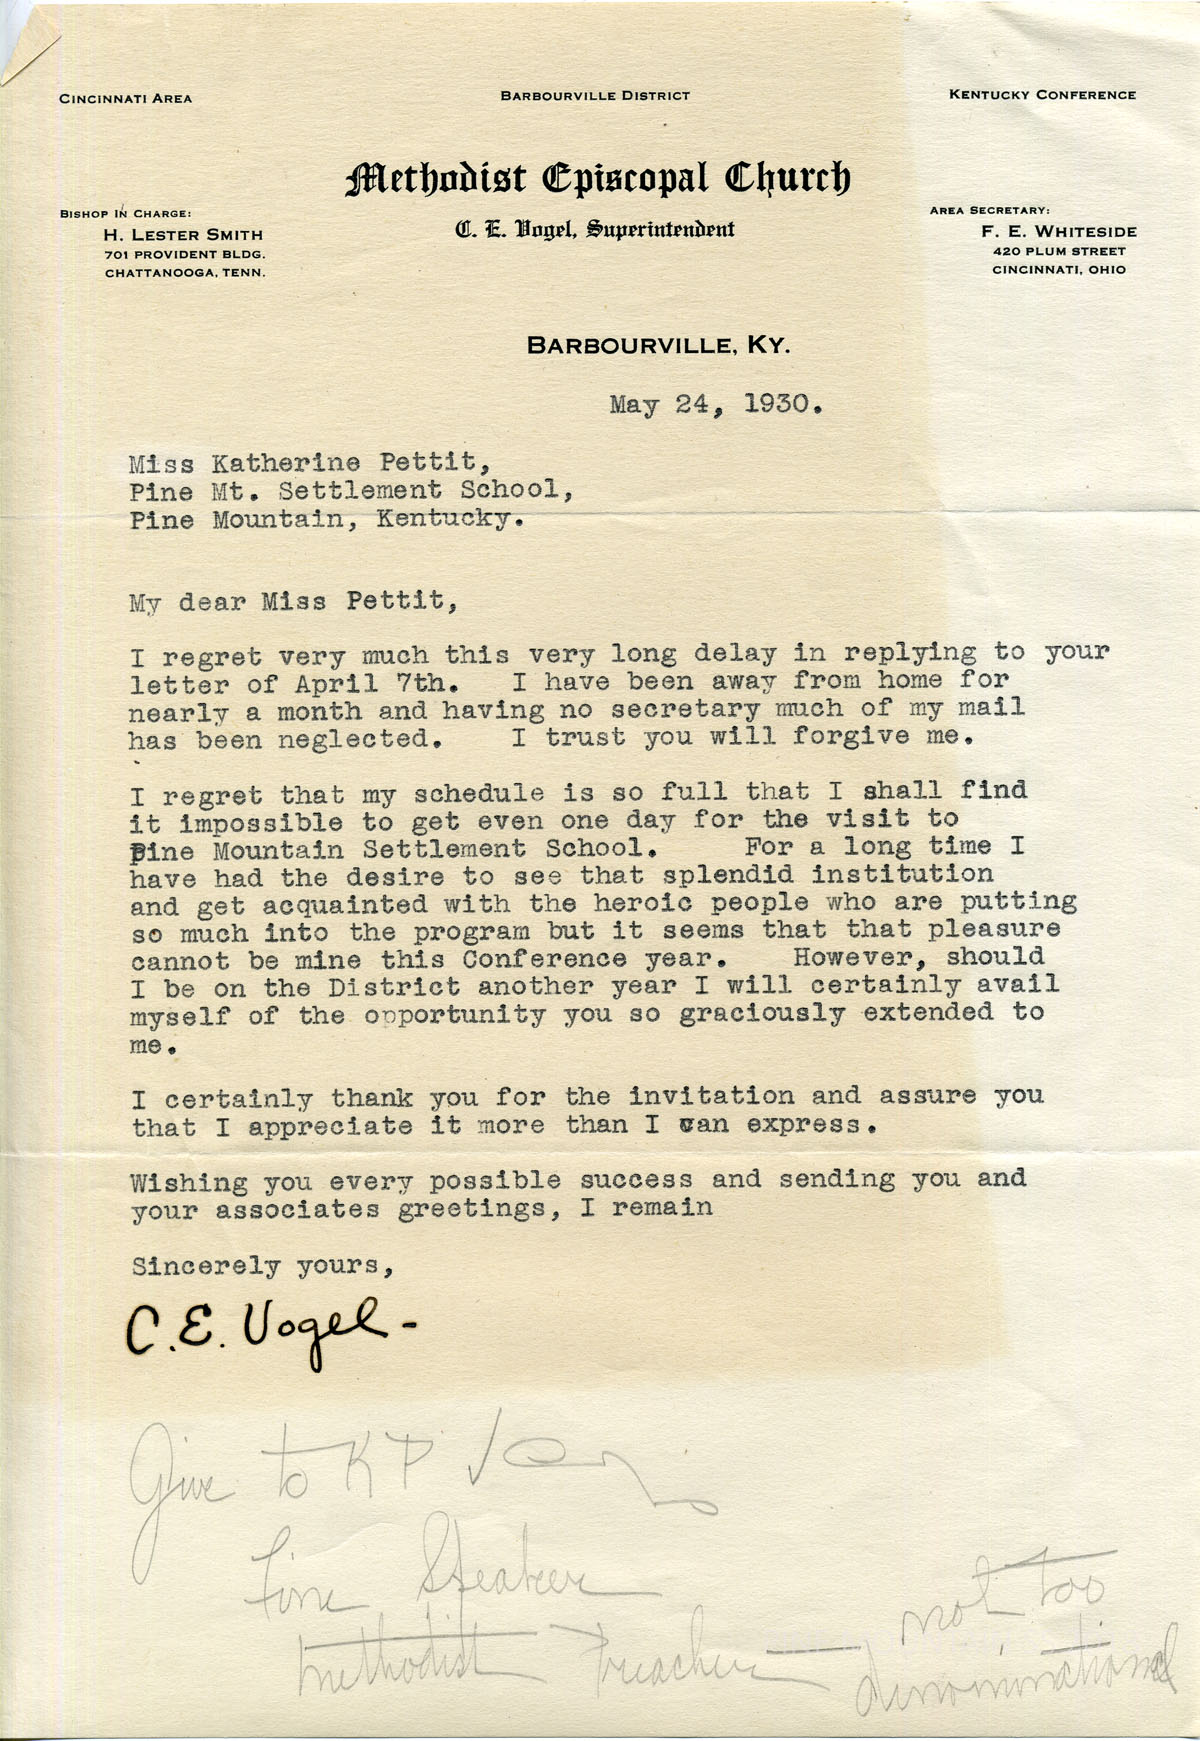 CINCINNATI AREA
BARBOURVILLE DISTRICT
KENTUCKY CONFERENCE
Methodist Episcopal Church
C. E. Vogel, Superintendent
BISHOP IN CHARGE:
H. LESTER SMITH
701 PROVIDENT BLDG.
CHATTANOOGA, TENN.
AREA SECRETARY:
F. E. WHITESIDE
420 PLUM STREET
CINCINNATI, OHIO
BARBOURVILLE, KY.
May 24, 1930.
Miss Katherine Pettit,
Pine Mt. Settlement School,
Pine Mountain, Kentucky.
My dear Miss Pettit,
I regret very much this very long delay in replying to your
letter of April 7th. I have been away from home for
nearly a month and having no secretary much of my mail
has been neglected. I trust you will forgive me.
I regret that my schedule is so full that I shall find
it impossible to get even one day for the visit to
Pine Mountain Settlement School. For a long time I
have had the desire to see that splendid institution
and get acquainted with the heroic people who are putting
so much into the program but it seems that that pleasure
cannot be mine this Conference year. However, should
I be on the District another year I will certainly avail
myself of the opportunity you so graciously extended to
me.
I certainly thank you for the invitation and assure you
that I appreciate it more than I can express.
Wishing you every possible success and sending you and
your associates greetings, I remain
Sincerely yours,
C. E. Vogel -
Give to K P
Fine Speaker
not too
Methodist Preacher
denominational